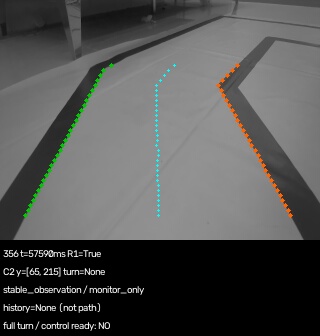 356 t=57590ms R1=True
C2 y=[65, 215] turn=None
stable_observation / monitor_only
history=None (not path)
full turn / control ready: NO